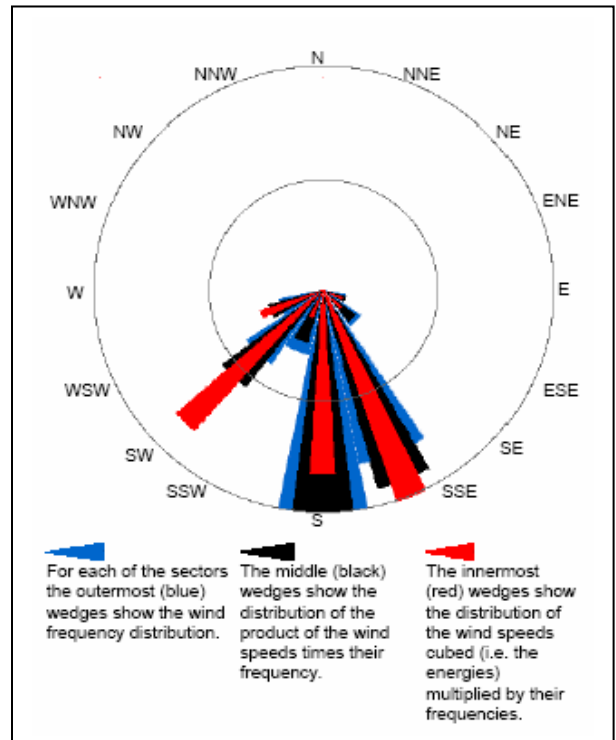 N
NNW
NNE
NW
NE
WNW
ENE
W
E
WSW
ESE
SW
SE
SSW
SSE
S
For each of the sectors
the outermost (blue)
wedges show the wind
frequency distribution.
The middle (black)
wedges show the
distribution of the
product of the wind
speeds times their
frequency.
The innermost
(red) wedges show
the distribution of
the wind speeds
cubed (i.e. the
energies)
multiplied by their
frequencies.